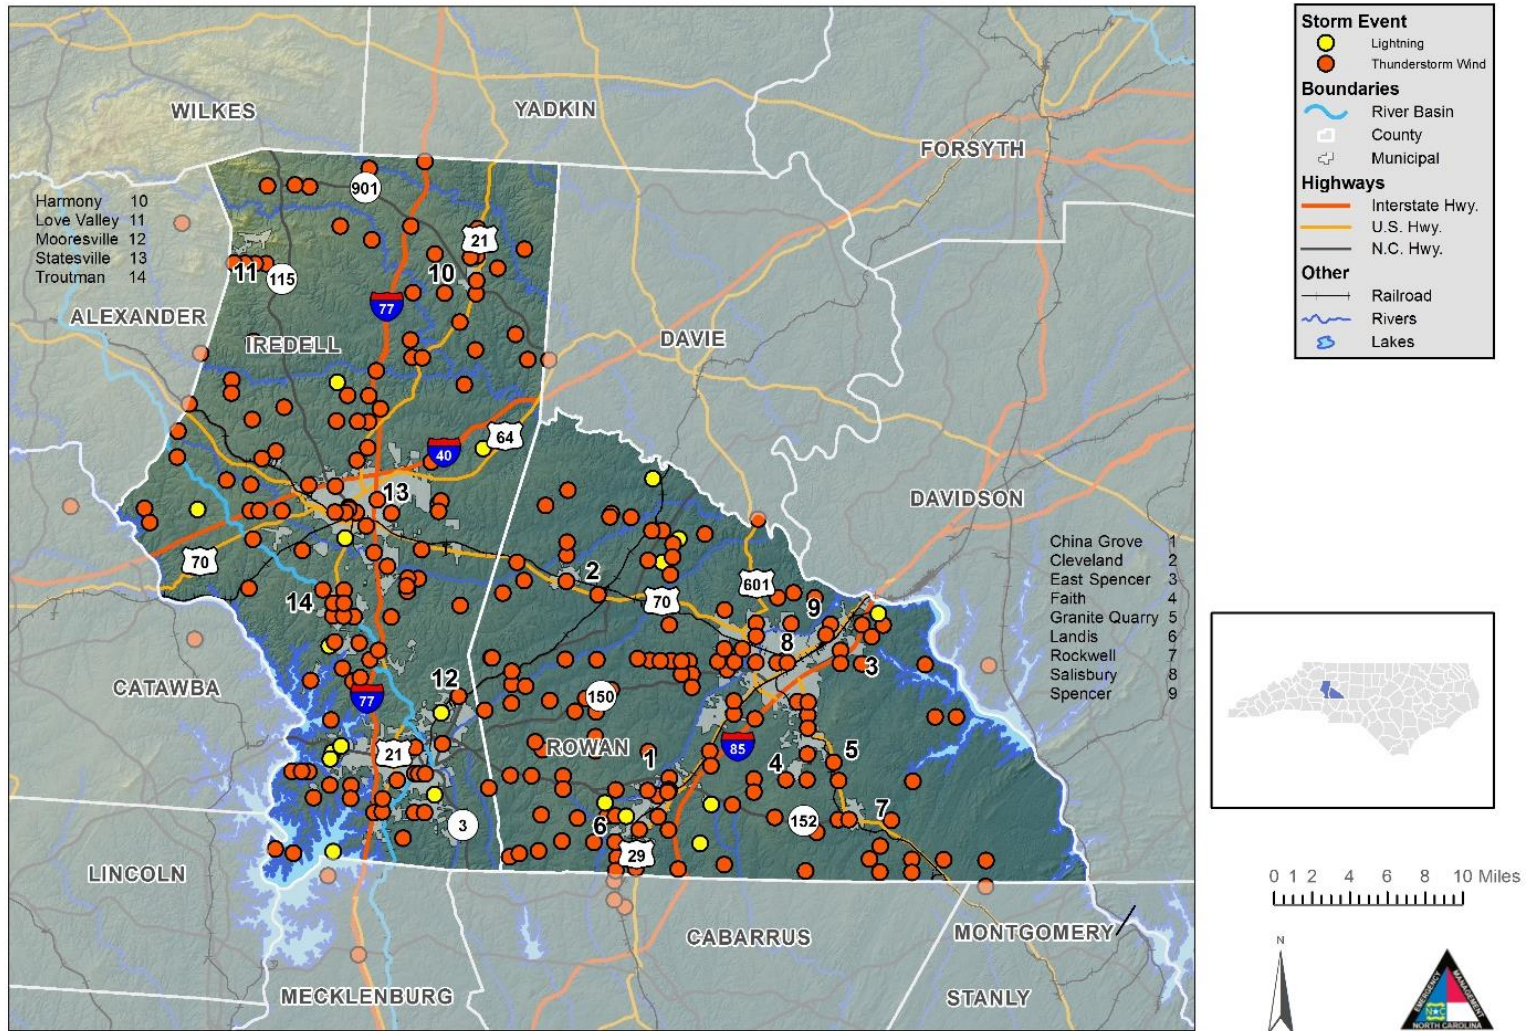 WILKES
YADKIN
FORSYTH
901
Harmony 10
Love Valley 11
Mooresville 12
Statesville 13
Troutman 14
21
11
115
10
77
ALEXANDER
IREDELL
DAVIE
64
40
13
DAVIDSON
70
China Grove 1
Cleveland 2
East Spencer 3
Faith 4
Granite Quarry 5
Landis 6
Rockwell 7
Salisbury 8
Spencer 9
2
601
70
14
9
8
3
CATAWBA
12
77
150
21
ROWAN
1
85
4
5
3
6
152
7
29
LINCOLN
CABARRUS
MONTGOMERY
MECKLENBURG
STANLY
Storm Event
Lightning
Thunderstorm Wind
Boundaries
River Basin
County
Municipal
Highways
Interstate Hwy.
U.S. Hwy.
N.C. Hwy.
Other
Railroad
Rivers
Lakes
0 1 2 4 6 8 10 Miles
N
EMERGENCY
MANAGEMENT
N C
NORTH CAROLINA